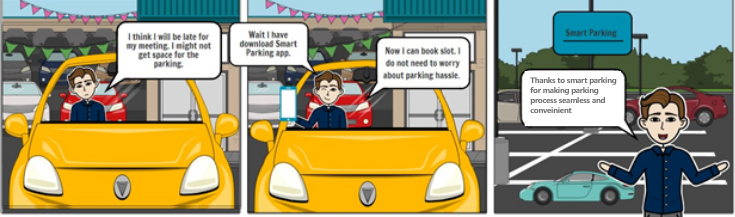 I think I will be late for
my meeting. I might not
get space for the
parking.
Wait I have
download Smart
Parking app.
Now I can book slot. I
do not need to worry
about parking hassle.
Smart Parking
Thanks to smart parking
for making parking
process seamless and
conveinient